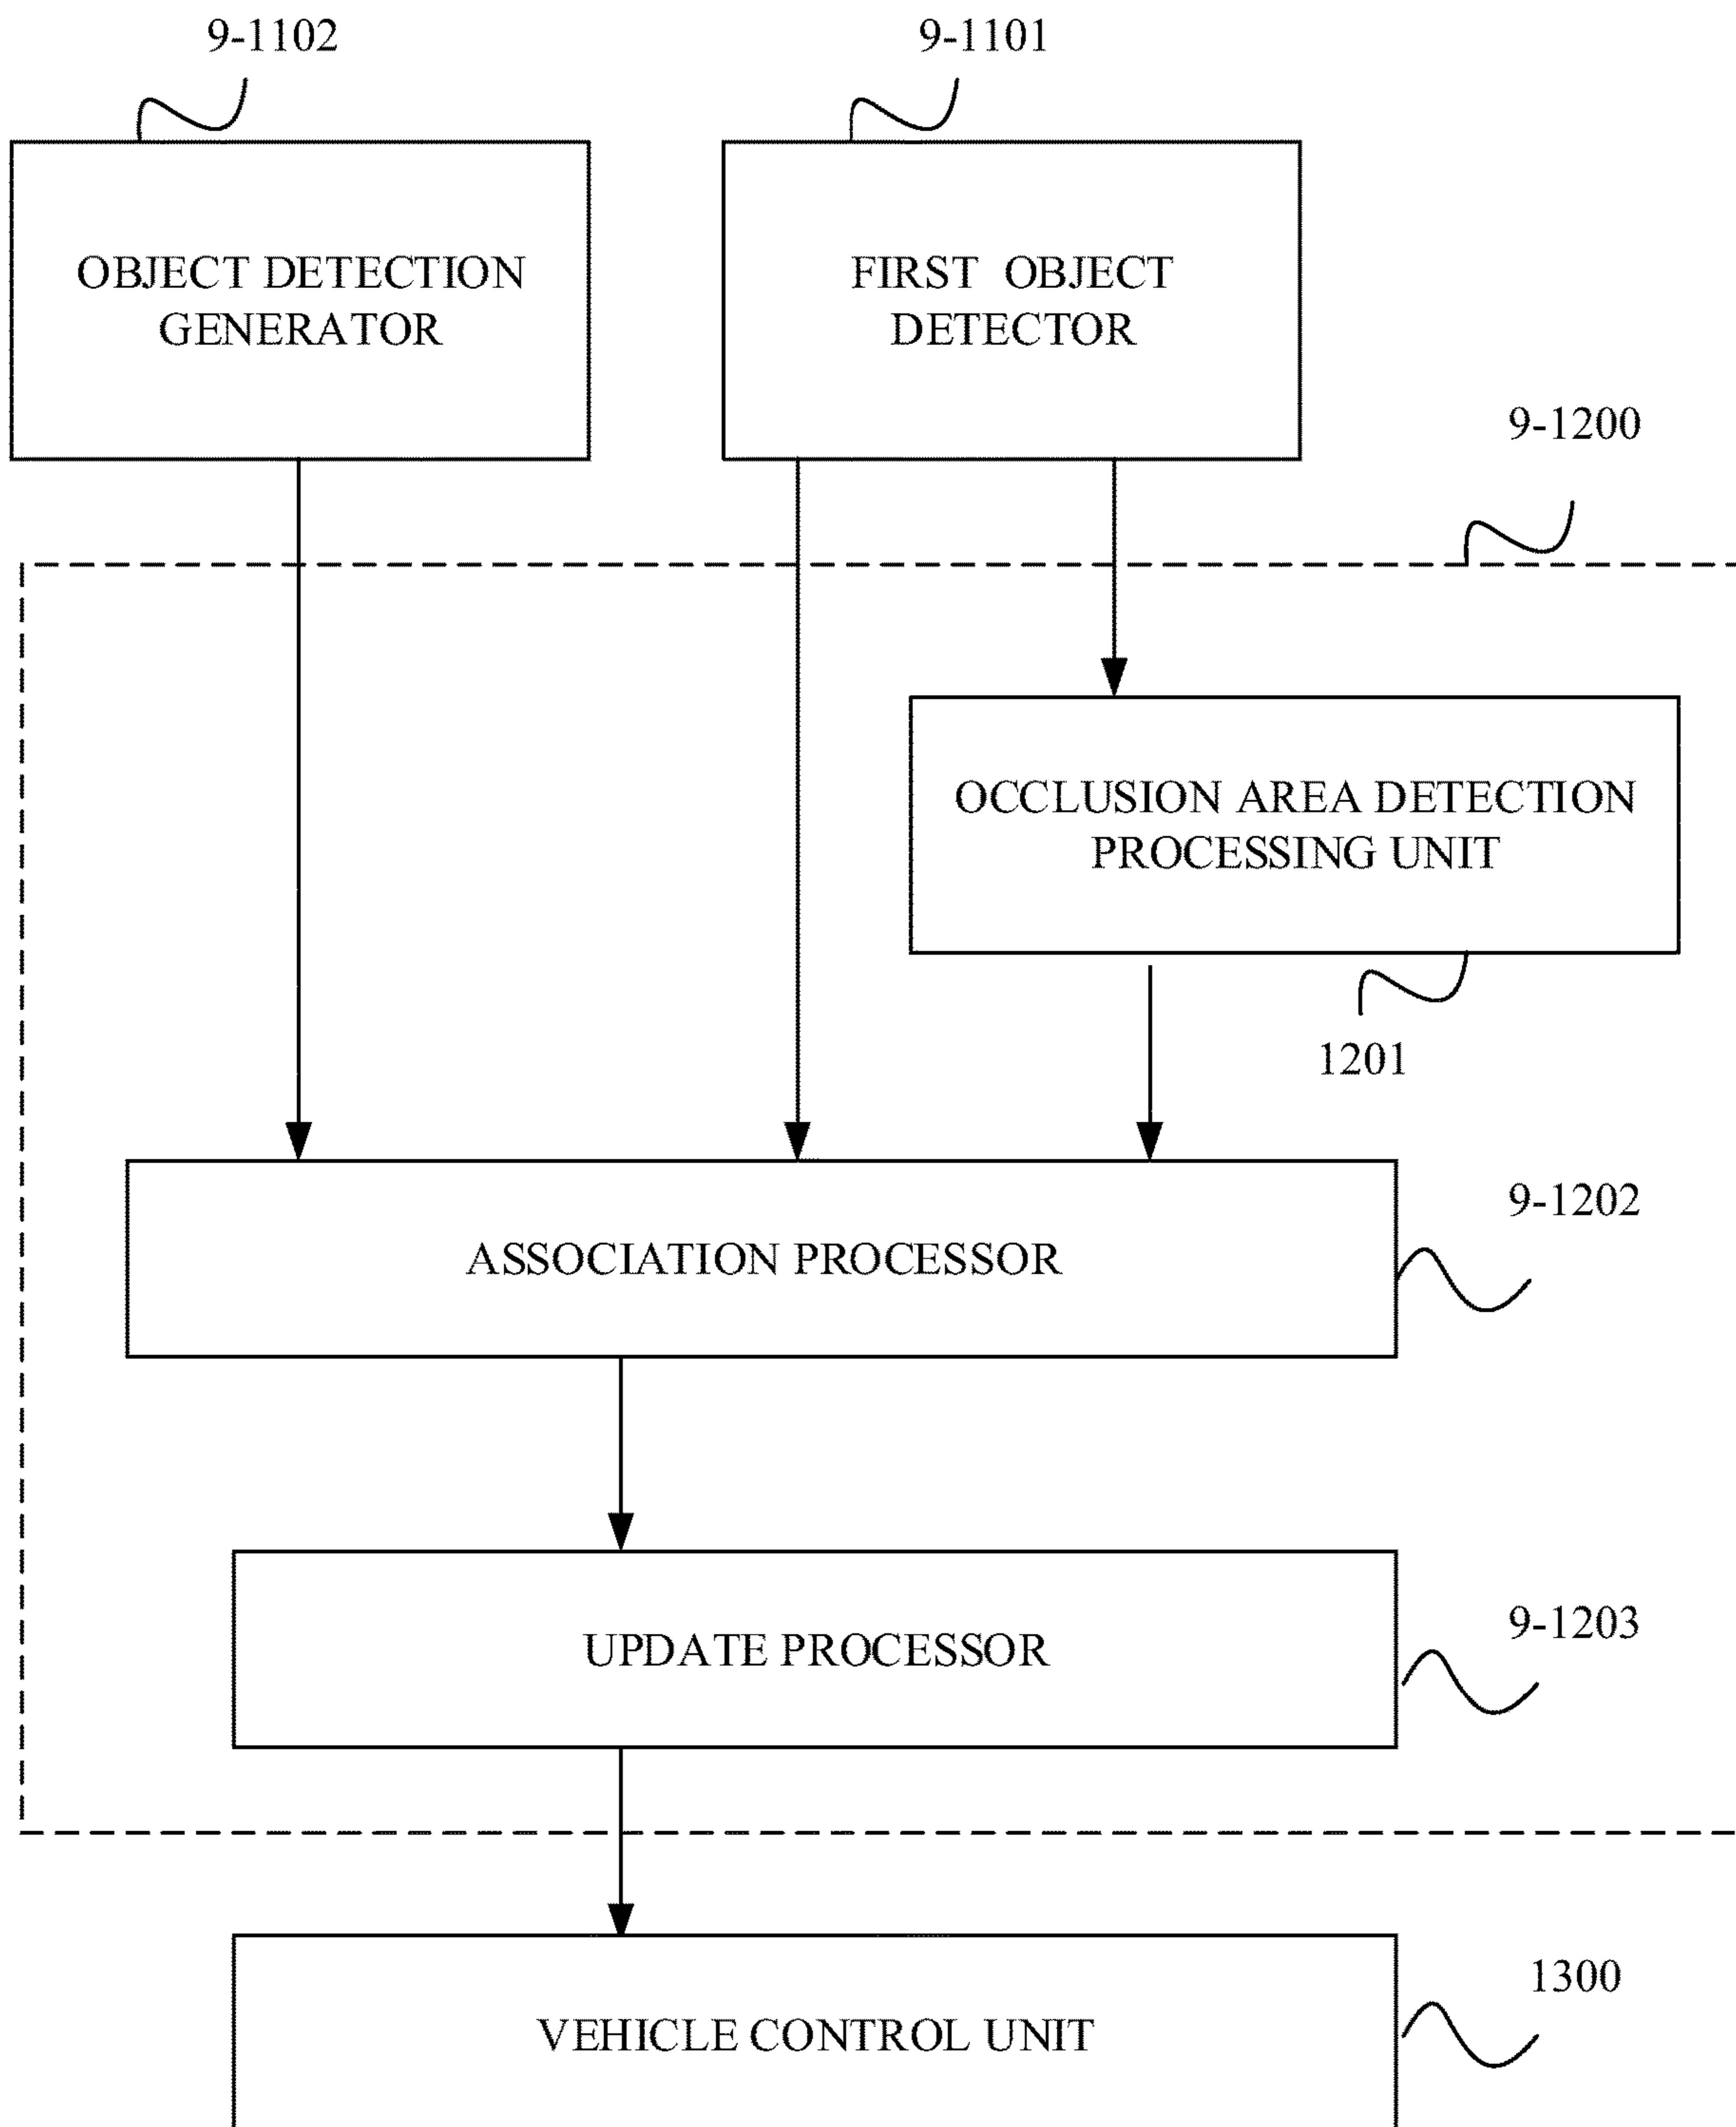 9-1102
9-1101
OBJECT DETECTION
GENERATOR
FIRST OBJECT
DETECTOR
9-1200
OCCLUSION AREA DETECTION
PROCESSING UNIT
1201
9-1202
ASSOCIATION PROCESSOR
9-1203
UPDATE PROCESSOR
1300
VEHICLE CONTROL UNIT